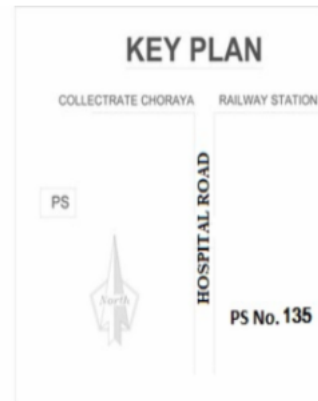 KEY PLAN
COLLECTRATE CHORAYA
RAILWAY STATION
HOSPITAL ROAD
PS
North
PS No. 135